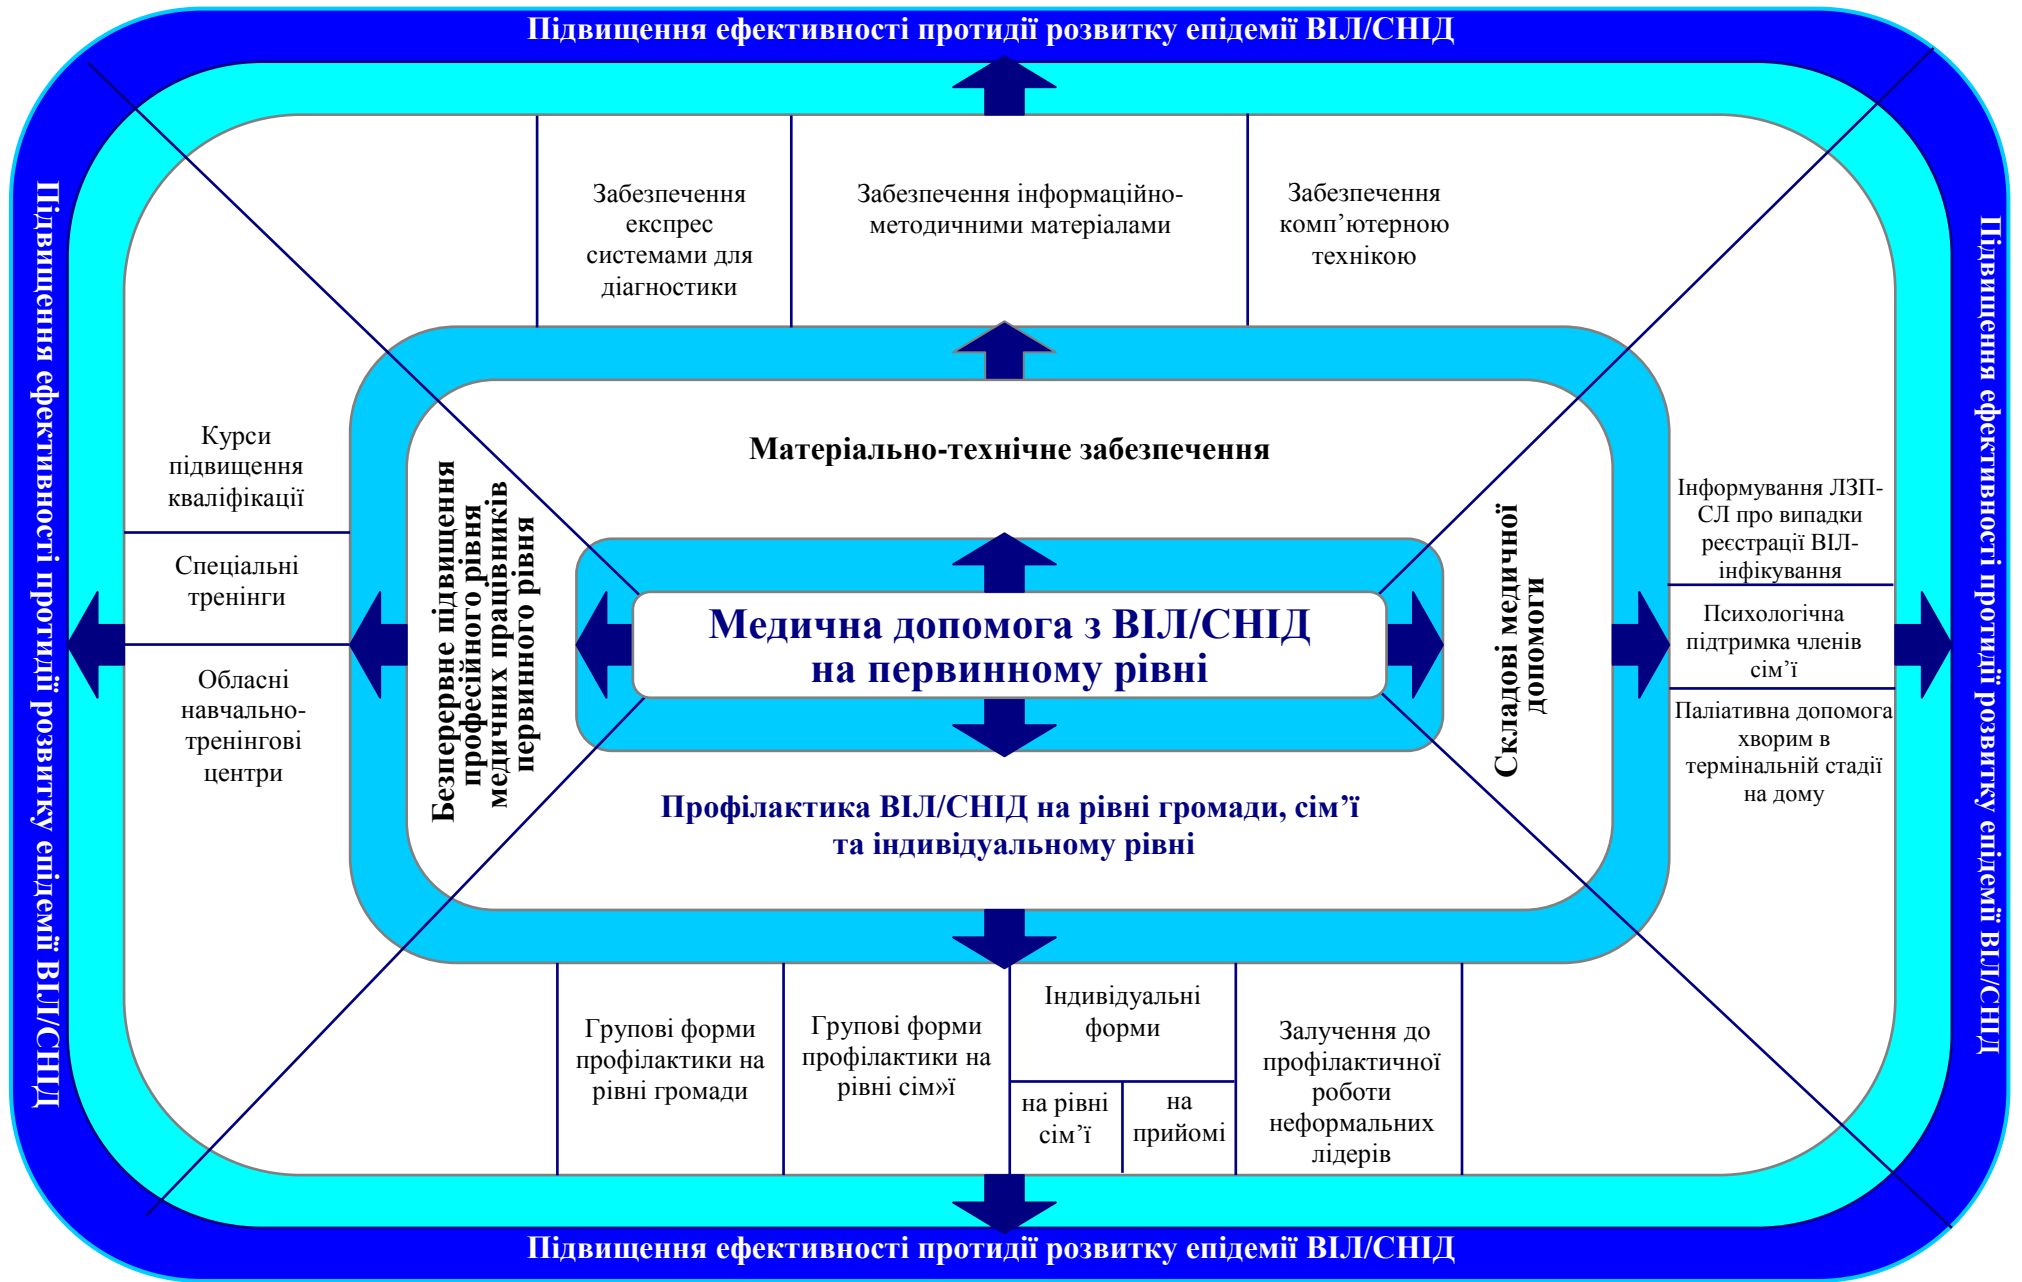 Підвищення ефективності протидії розвитку епідемії ВІЛ/СНІД
Підвищення ефективності протидії розвитку епідемії ВІЛ/СНІД
Забезпечення
експрес
системами для
діагностики
Забезпечення інформаційно-
методичними матеріалами
Забезпечення
комп’ютерною
технікою
Курси
підвищення
кваліфікації
Спеціальні
тренінги
Обласні
навчально-
тренінгові
центри
Безперервне підвищення
професійного рівня
медичних працівників
первинного рівня
Матеріально-технічне забезпечення
Медична допомога з ВІЛ/СНІД
на первинному рівні
Профілактика ВІЛ/СНІД на рівні громади, сім’ї
та індивідуальному рівні
Складові медичної
допомоги
Інформування ЛЗП-
СЛ про випадки
реєстрації ВІЛ-
інфікування
Психологічна
підтримка членів
сім’ї
Паліативна допомога
хворим в
термінальній стадії
на дому
Підвищення ефективності протидії розвитку епідемії ВІЛ/СНІД
Групові форми
профілактики на
рівні громади
Групові форми
профілактики на
рівні сім»ї
Індивідуальні
форми
на рівні
сім’ї
на
прийомі
Залучення до
профілактичної
роботи
неформальних
лідерів
Підвищення ефективності протидії розвитку епідемії ВІЛ/СНІД